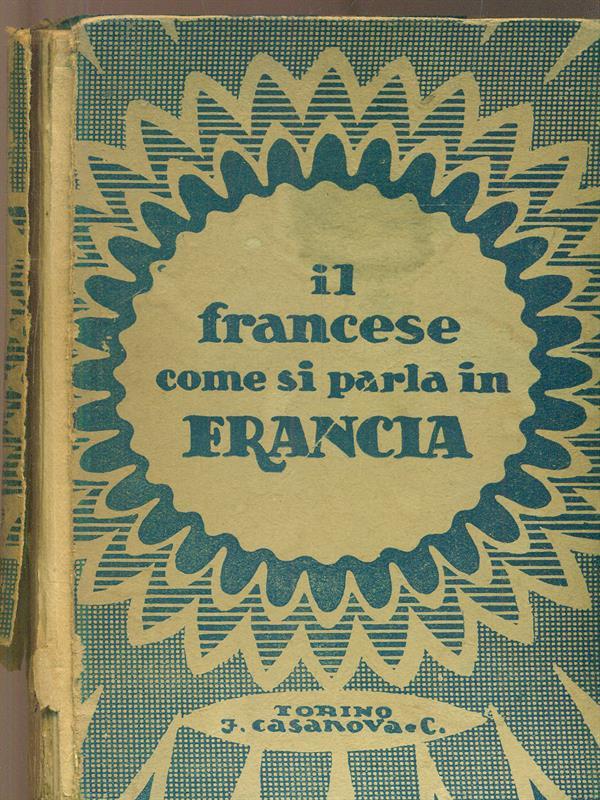 il
francese
come si parla in
FRANCIA
TORINO
F. CASANOVA e C.